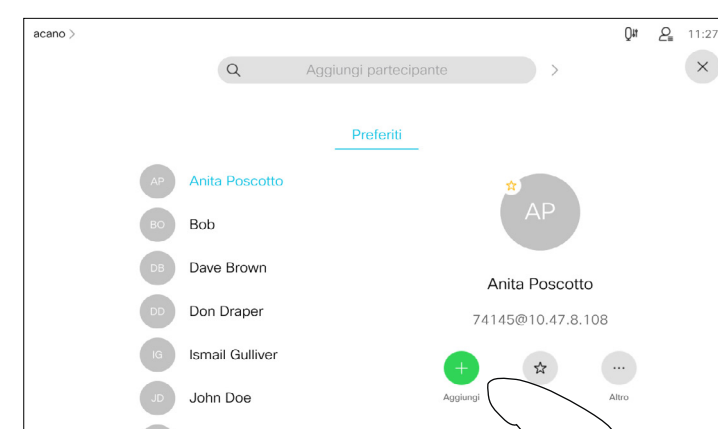 acano >
11:27
Aggiungi partecipante
Preferiti
AP Anita Poscotto
BO Bob
DB Dave Brown
DD Don Draper
IG Ismail Gulliver
JD John Doe
AP
Anita Poscotto
74145@10.47.8.108
Aggiungi
Altro